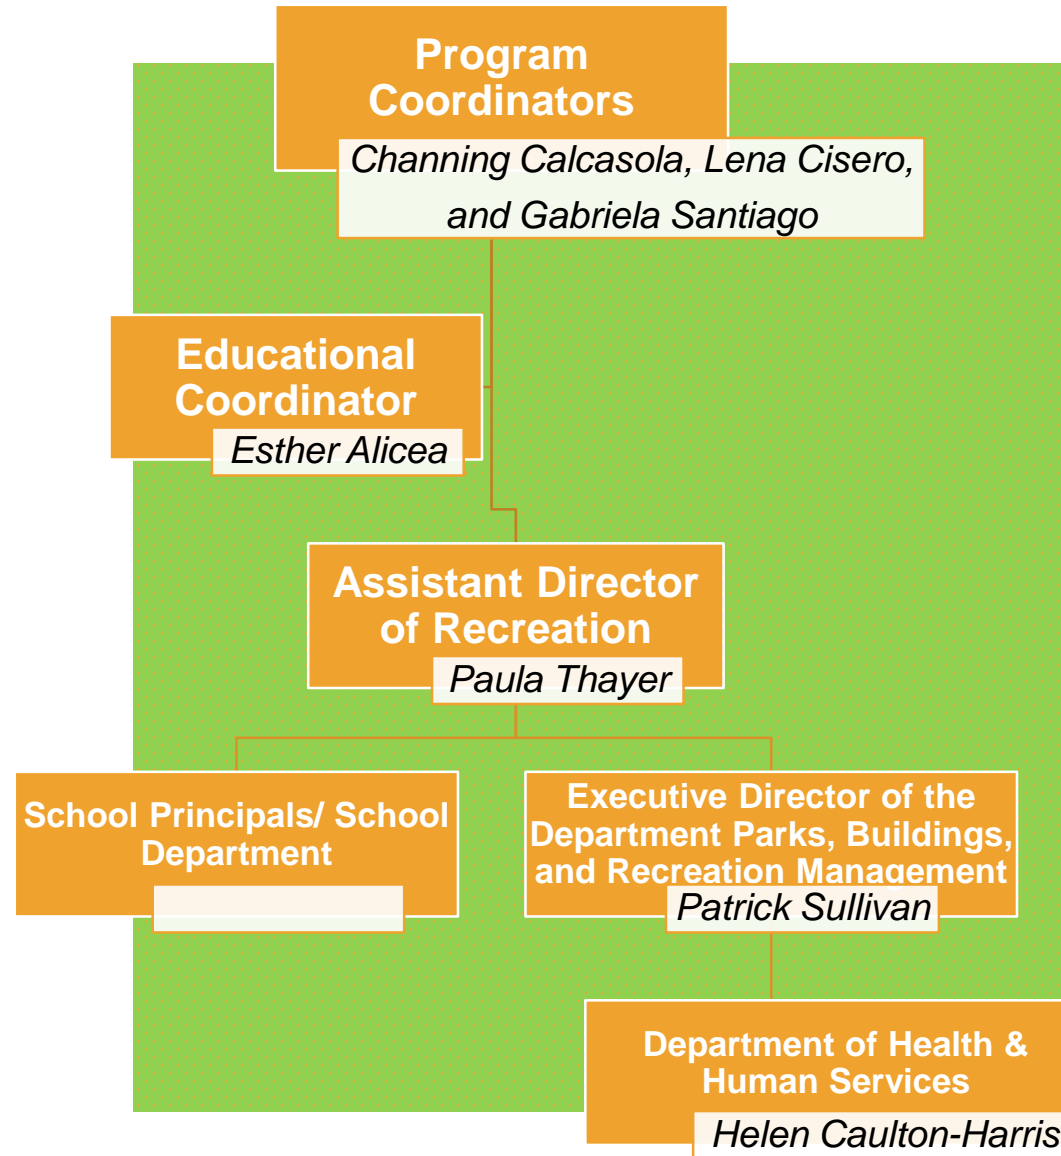 Program
Coordinators
Channing Calcasola, Lena Cisero,
and Gabriela Santiago
Educational
Coordinator
Esther Alicea
Assistant Director
of Recreation
Paula Thayer
School Principals/ School
Department
Executive Director of the
Department Parks, Buildings,
and Recreation Management
Patrick Sullivan
Department of Health &
Human Services
Helen Caulton-Harris